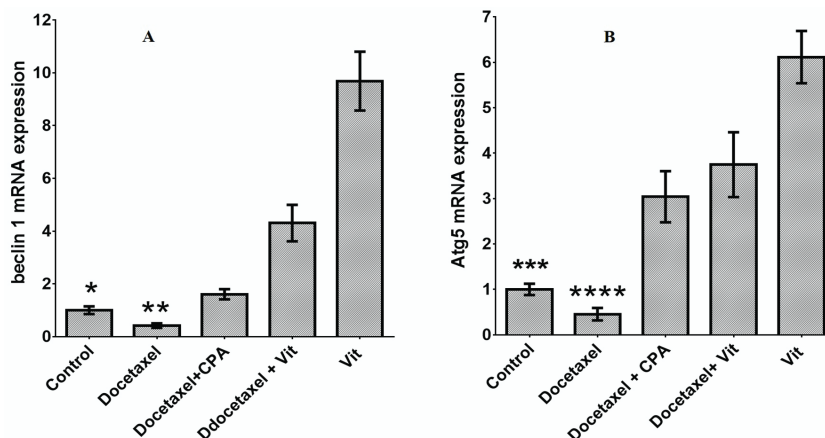 A
beclin 1 mRNA expression
12
10
8
6
4
2
0
*
**
Control
Docetaxel
Docetaxel+CPA
Ddocetaxel + Vit
Vit
B
Atg5 mRNA expression
7
6
5
4
3
2
1
0
***
****
Control
Docetaxel
Docetaxel + CPA
Docetaxel+ Vit
Vit